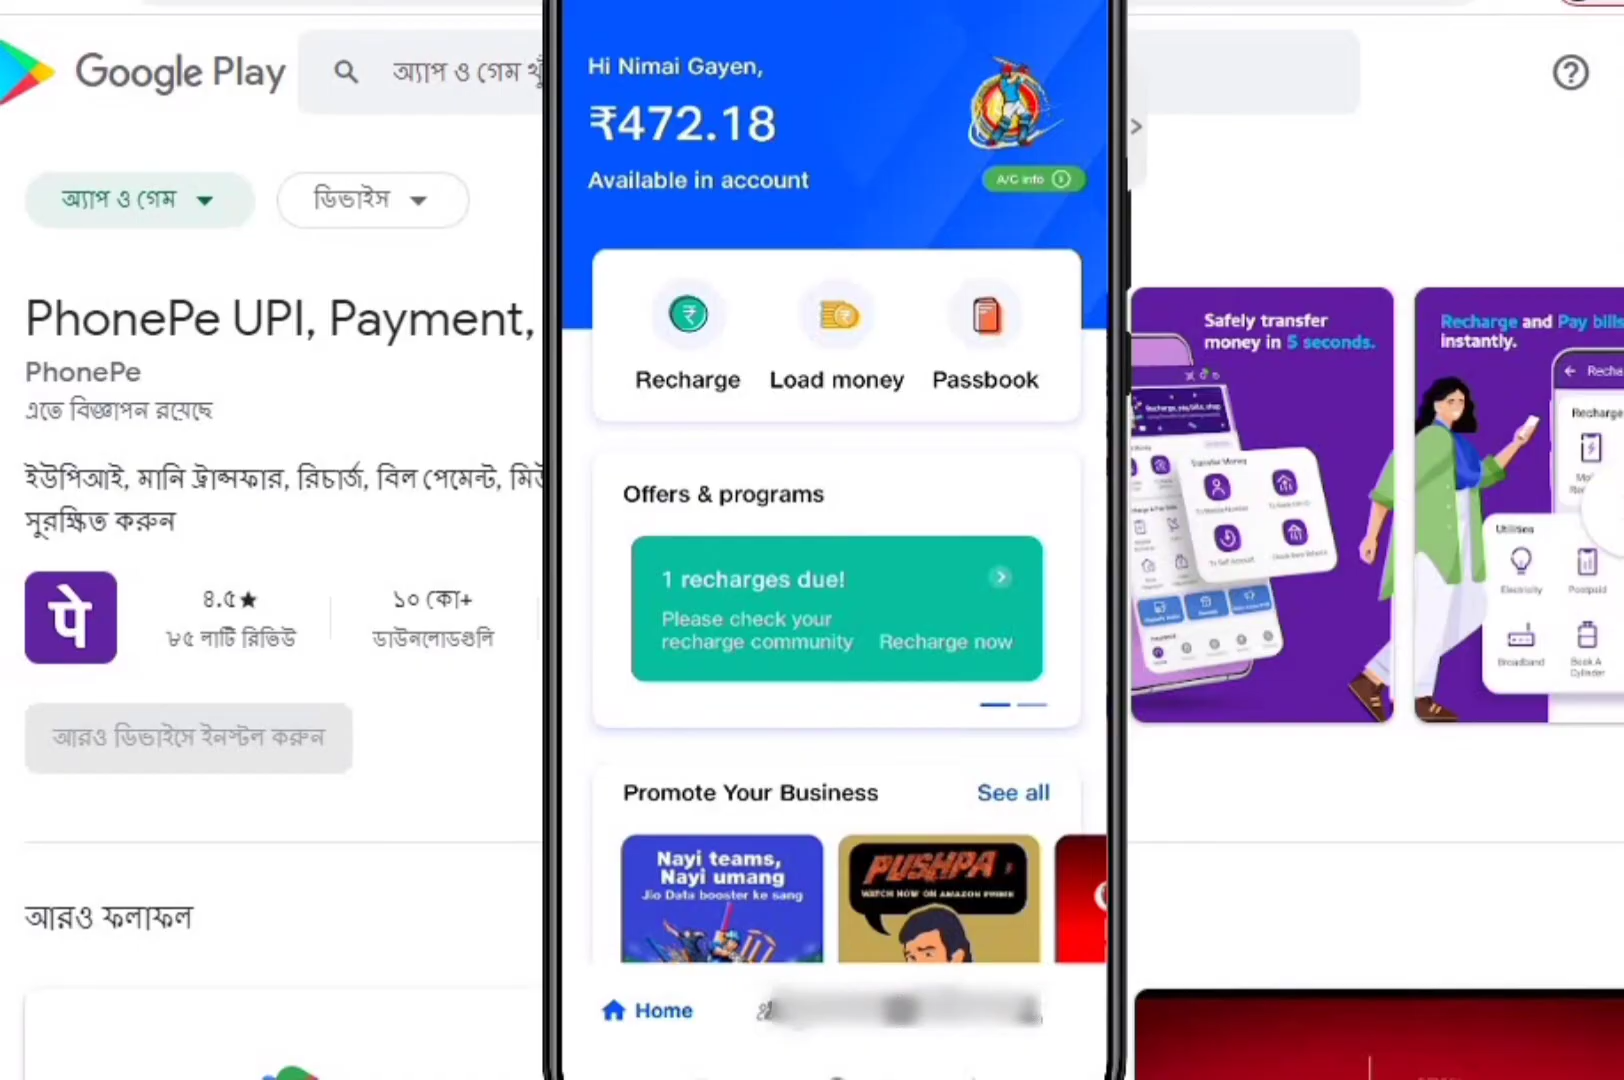 Google Play
অ্যাপ ও গেম
অ্যাপ ও গেম
ডিভাইস
PhonePe UPI, Payment,
PhonePe
এতে বিজ্ঞাপন রয়েছে
ইউপিআই, মানি ট্রান্সফার, রিচার্জ, বিল পেমেন্ট,
সুরক্ষিত করুন
पे
৪.৫★
৮৫ লাটি রিভিউ
১০ কো+
ডাউনলোডগুলি
আরও ডিভাইসে ইনস্টল করুন
আরও ফলাফল
Hi Nimai Gayen,
₹472.18
Available in account
A/C info
Recharge
Load money
Passbook
Offers & programs
1 recharges due!
Please check your
recharge community
Recharge now
Promote Your Business
See all
Nayi teams,
Nayi umang
Jio Data booster ke sang
PUSHPA
WATCH NOW ON AMAZON PRIME
Home
Safely transfer
money in 5 seconds.
Transfer Money
Recharge and Pay bills
instantly.
Recharge
Utilities
Electricity
Postpaid
Broadband
Book A
Cylinder